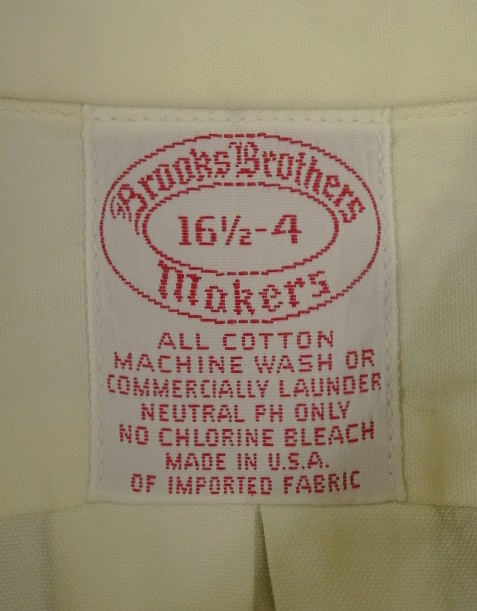 Brooks Brothers
16½-4
Makers
ALL COTTON
MACHINE WASH OR
COMMERCIALLY LAUNDER
NEUTRAL PH ONLY
NO CHLORINE BLEACH
MADE IN U.S.A.
OF IMPORTED FABRIC